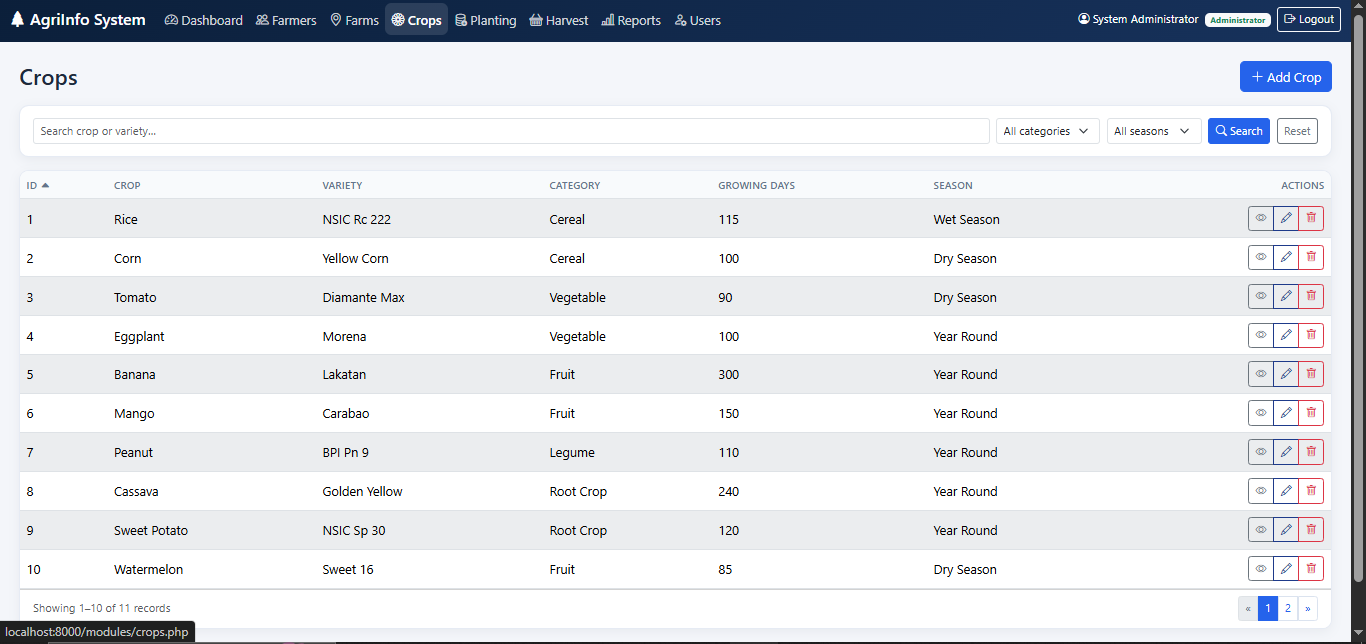 AgriInfo System Dashboard Farmers Farms Crops Planting Harvest Reports Users System Administrator Administrator Logout
Crops
+ Add Crop
Search crop or variety... All categories All seasons Search Reset
ID CROP VARIETY CATEGORY GROWING DAYS SEASON ACTIONS
1 Rice NSIC Rc 222 Cereal 115 Wet Season
2 Corn Yellow Corn Cereal 100 Dry Season
3 Tomato Diamante Max Vegetable 90 Dry Season
4 Eggplant Morena Vegetable 100 Year Round
5 Banana Lakatan Fruit 300 Year Round
6 Mango Carabao Fruit 150 Year Round
7 Peanut BPI Pn 9 Legume 110 Year Round
8 Cassava Golden Yellow Root Crop 240 Year Round
9 Sweet Potato NSIC Sp 30 Root Crop 120 Year Round
10 Watermelon Sweet 16 Fruit 85 Dry Season
Showing 1–10 of 11 records « 1 2 »
localhost:8000/modules/crops.php